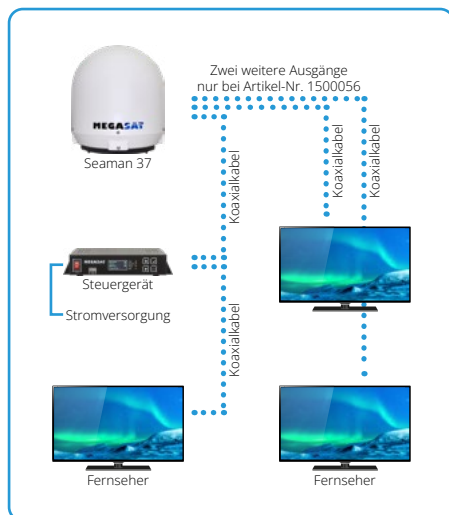 Zwei weitere Ausgänge
nur bei Artikel-Nr. 1500056
MEGASAT
Seaman 37
Koaxialkabel
Koaxialkabel
Koaxialkabel
MEGASAT
Steuergerät
Stromversorgung
Koaxialkabel
Fernseher
Fernseher